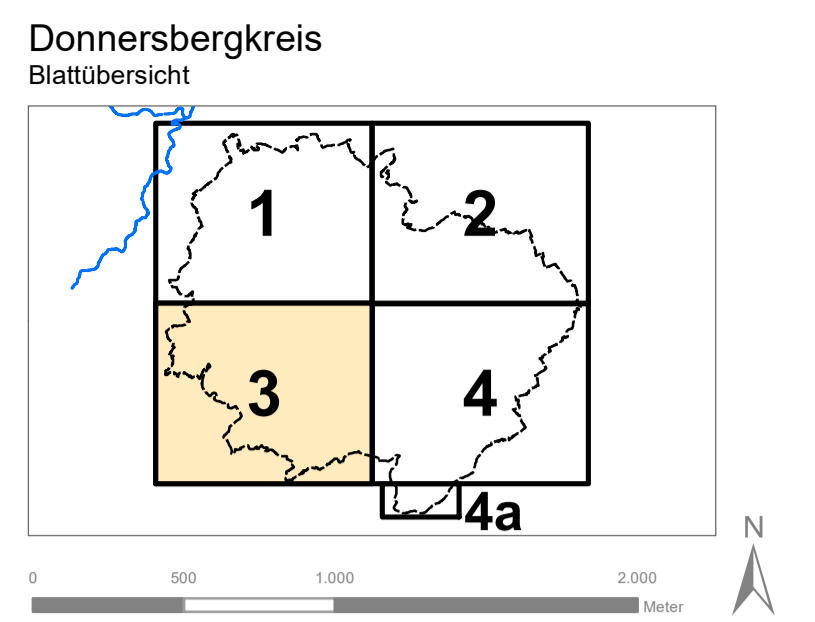 Donnersbergkreis
Blattübersicht
1
2
3
4
4a
N
0 500 1.000 2.000
Meter